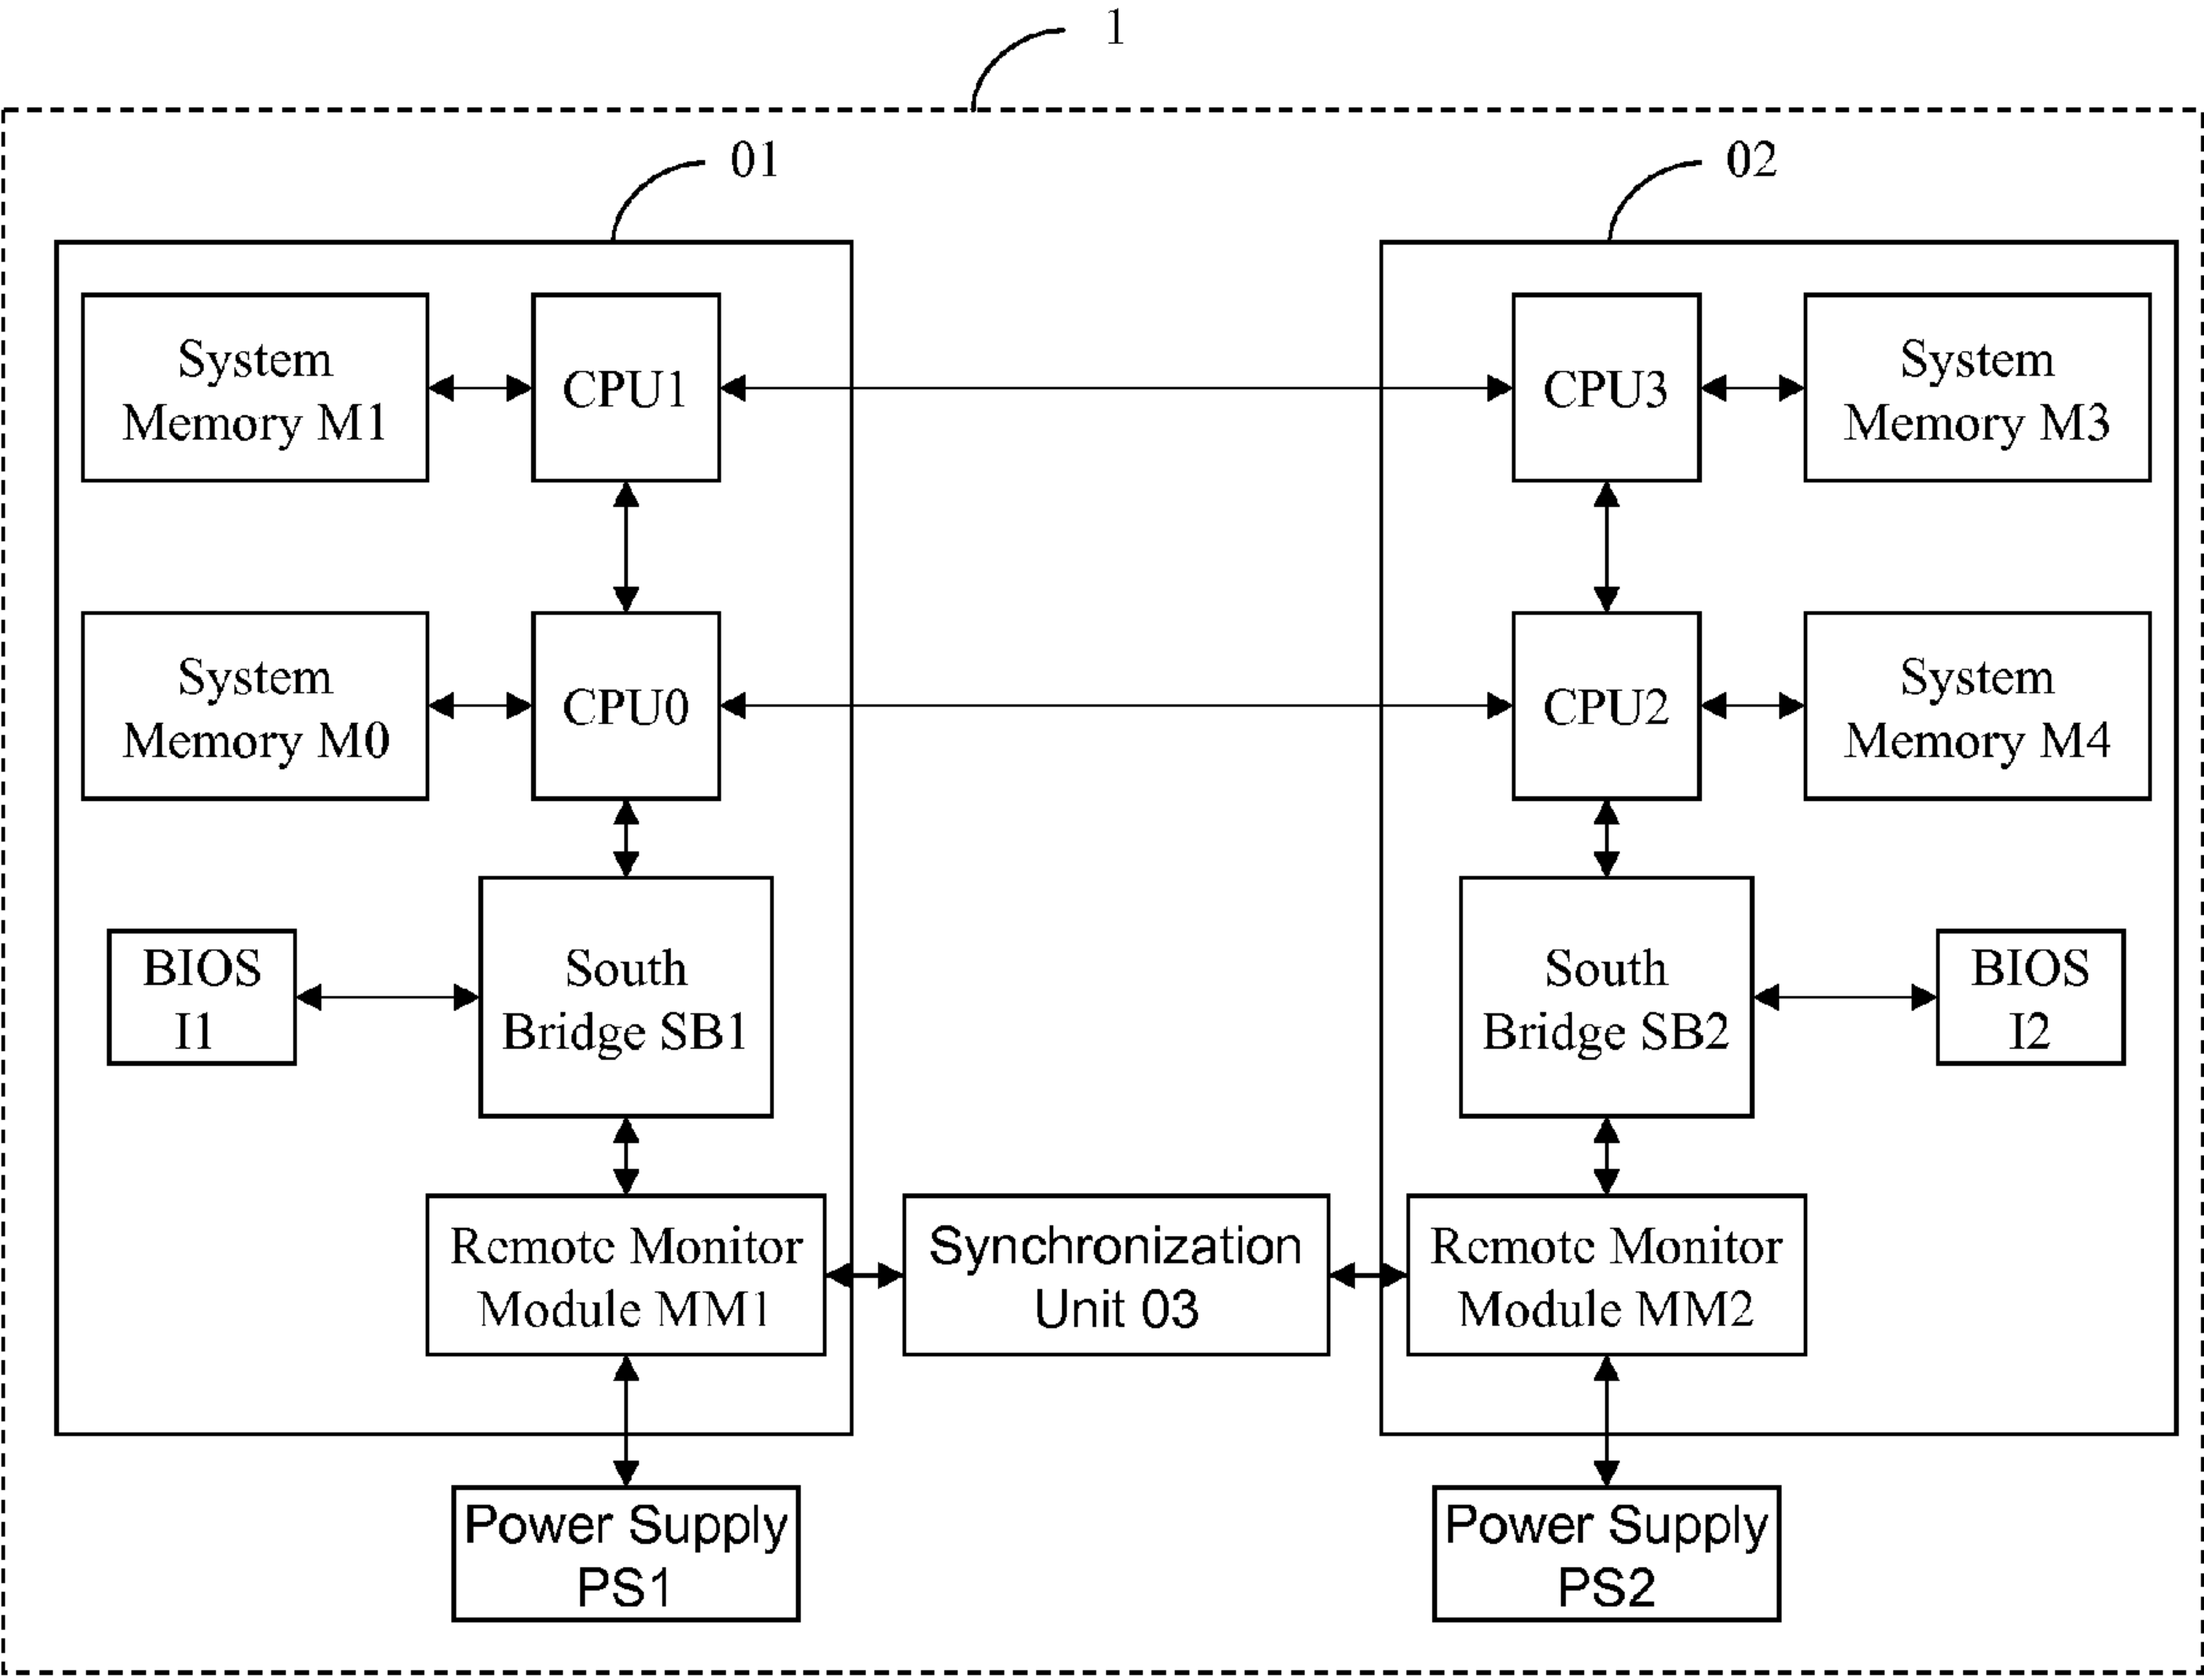 1
01
02
System
Memory M1
CPU1
CPU3
System
Memory M3
System
Memory M0
CPU0
CPU2
System
Memory M4
BIOS
I1
South
Bridge SB1
South
Bridge SB2
BIOS
I2
Remote Monitor
Module MM1
Synchronization
Unit 03
Remote Monitor
Module MM2
Power Supply
PS1
Power Supply
PS2